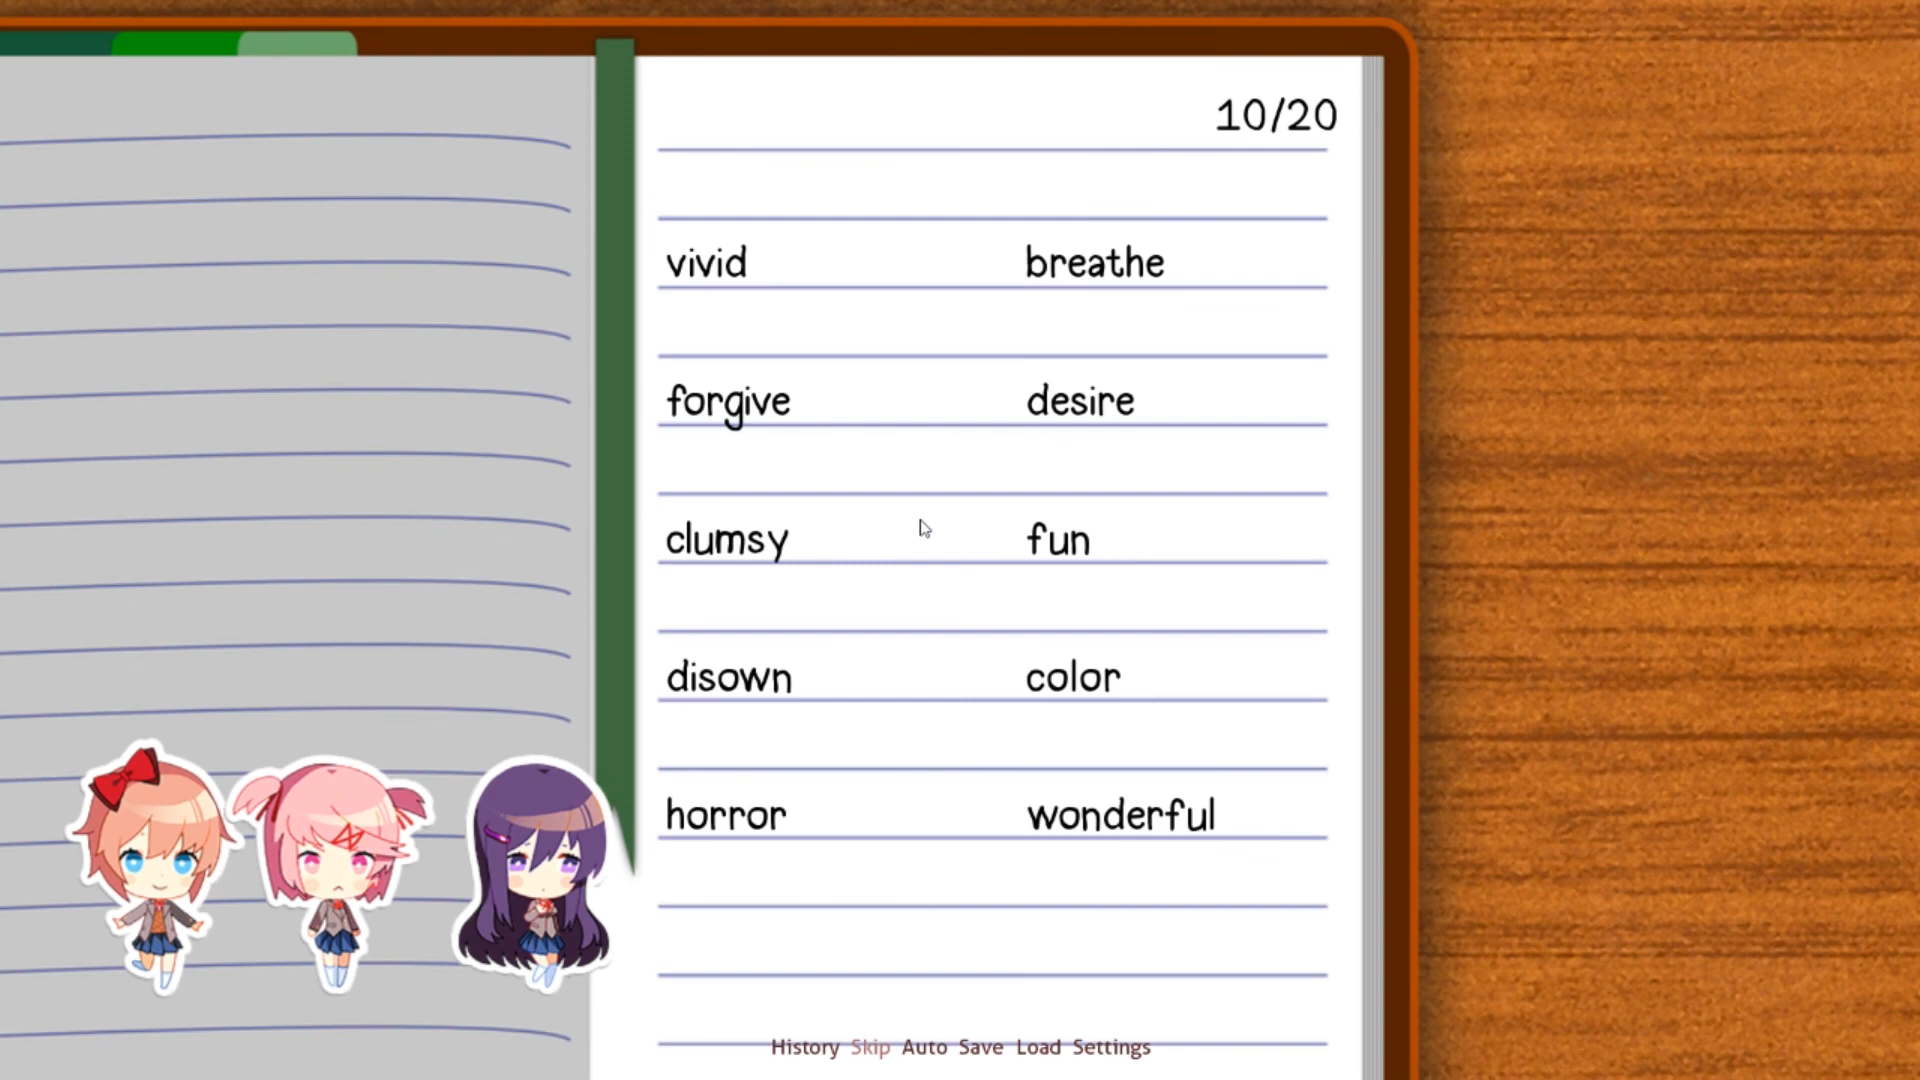 10/20
vivid breathe
forgive desire
clumsy fun
disown color
horror wonderful
History Skip Auto Save Load Settings